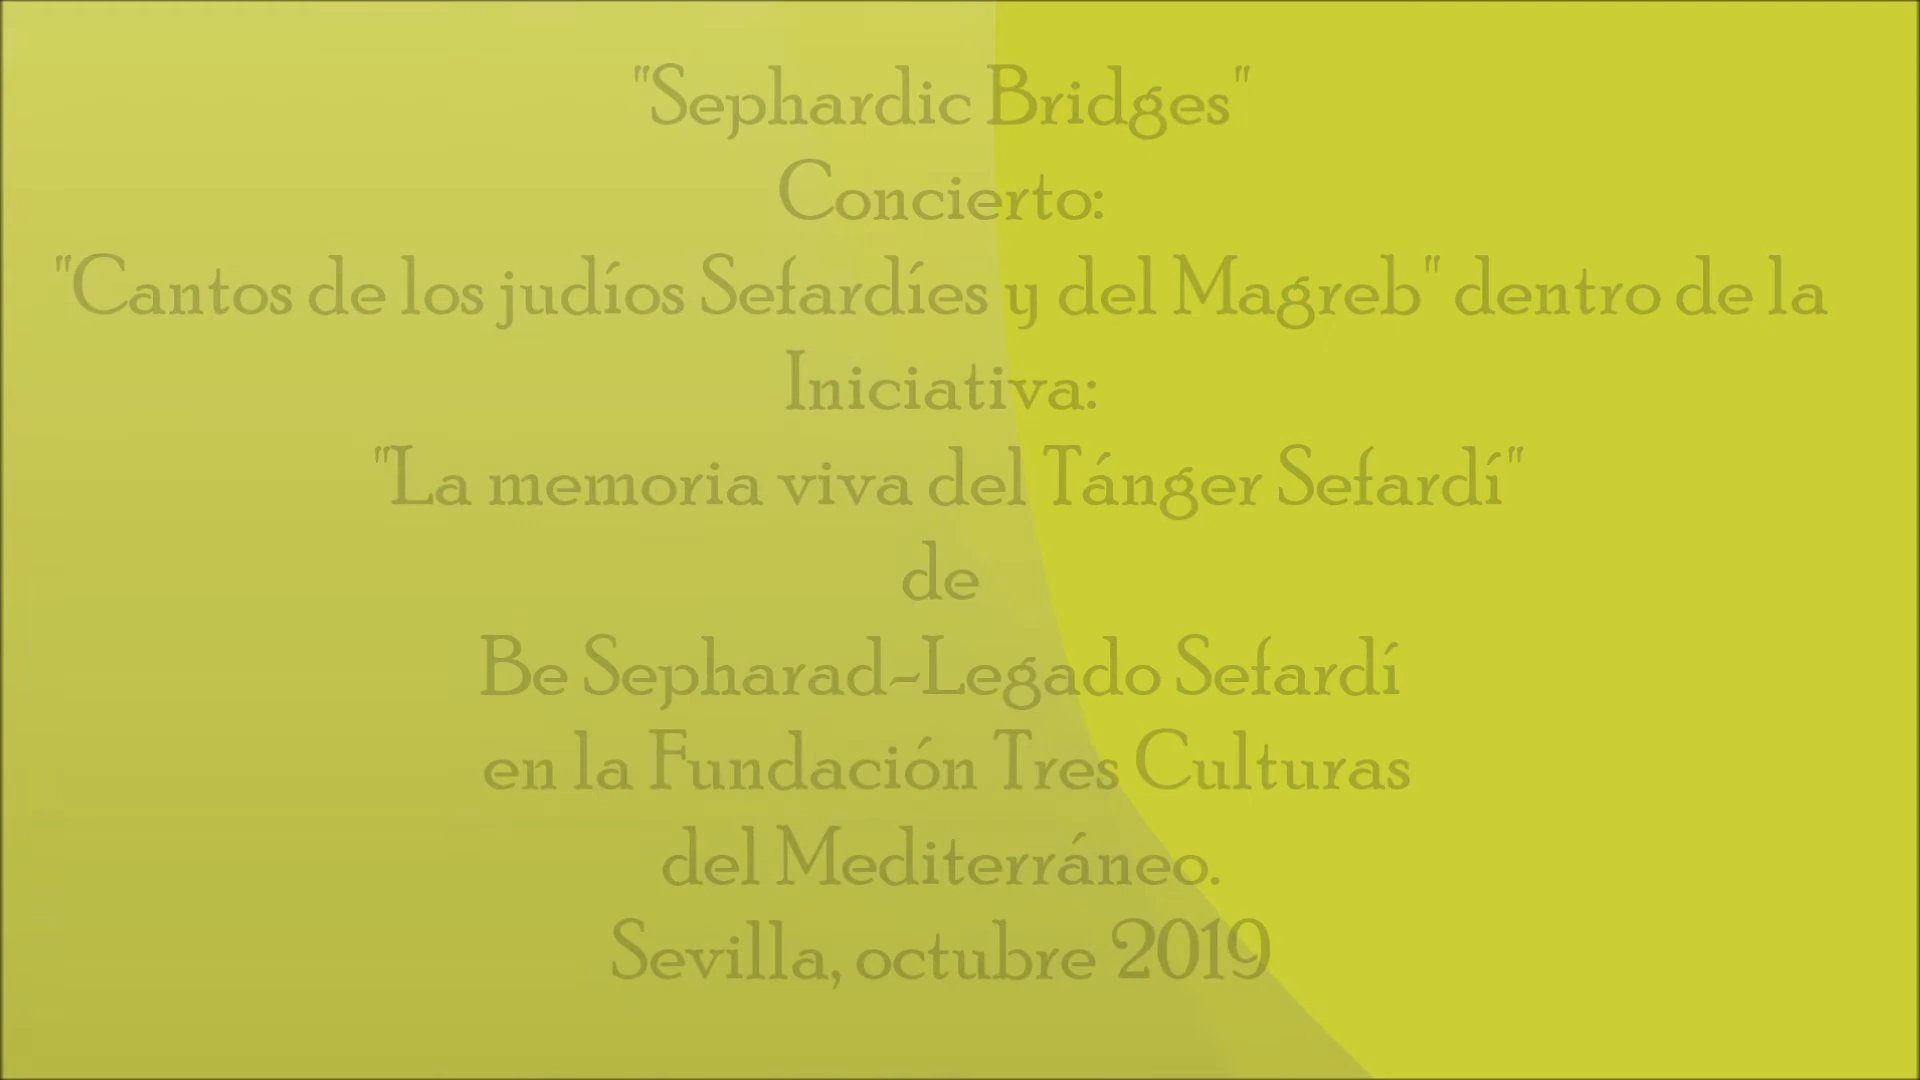 "Sephardic Bridges"
Concierto:
"Cantos de los judíos Sefardíes y del Magreb" dentro de la
Iniciativa:
"La memoria viva del Tánger Sefardí"
de
Be Sepharad-Legado Sefardí
en la Fundación Tres Culturas
del Mediterráneo.
Sevilla, octubre 2019